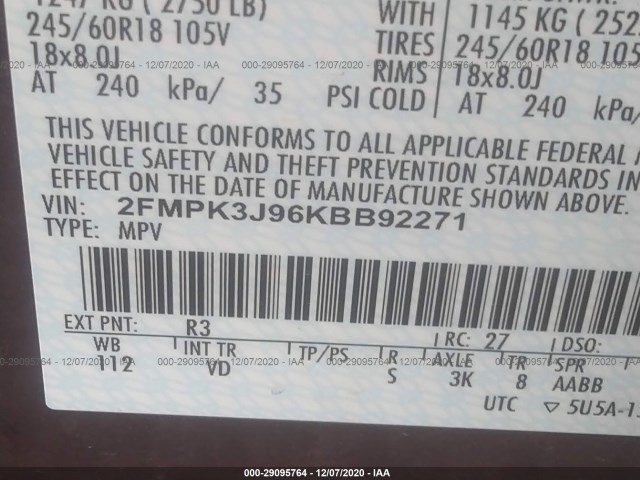 KG ( 2750 LB)
245/60R18 105V
18x8.0J
AT 240 kPa/ 35 PSI COLD
WITH 1145 KG (
TIRES 245/60R18 105
RIMS 18x8.0J
AT 240 kPa/
THIS VEHICLE CONFORMS TO ALL APPLICABLE FEDERAL
VEHICLE SAFETY AND THEFT PREVENTION STANDARDS IN
EFFECT ON THE DATE OF MANUFACTURE SHOWN ABOVE.
VIN: 2FMPK3J96KBB92271
TYPE: MPV
EXT PNT: R3 RC: 27 DSO:
WB INT TR TP/PS R AXLE TR SPR
112 VD S 3K 8 AABB
UTC ▽ 5U5A-
000-29095764 - 12/07/2020 - IAA